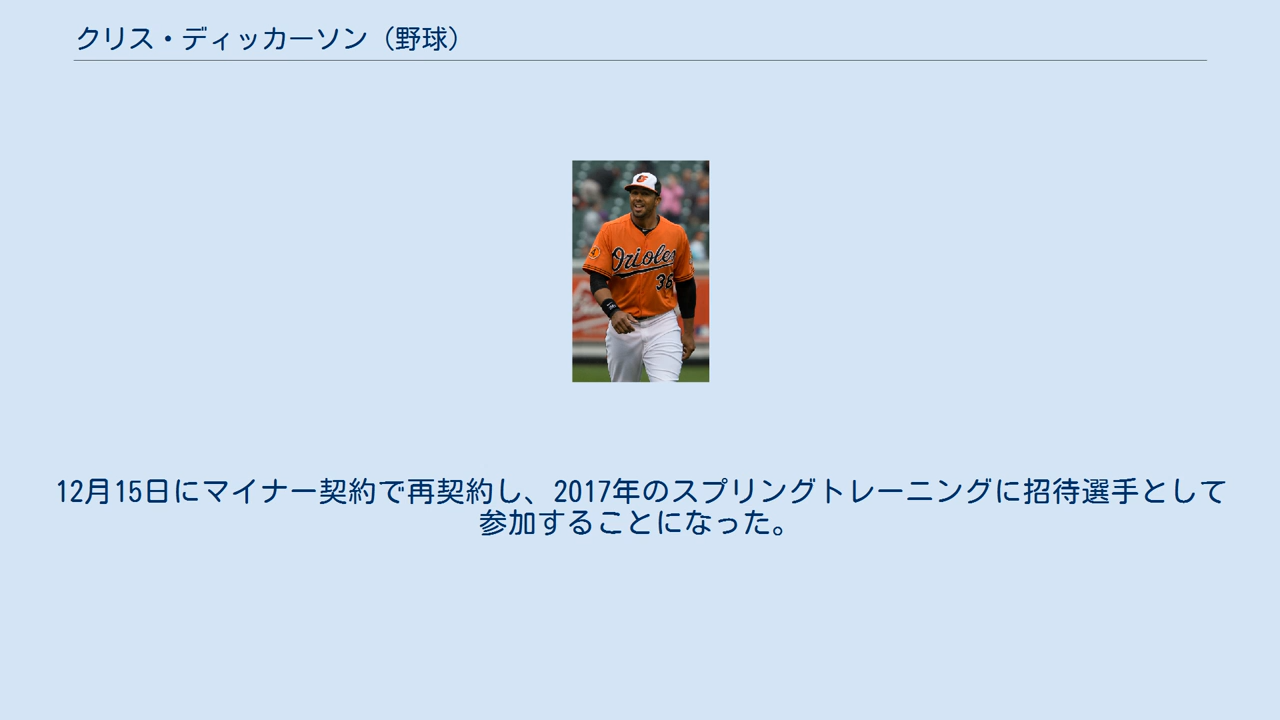 クリス・ディッカーソン（野球）
Orioles
36
12月15日にマイナー契約で再契約し、2017年のスプリングトレーニングに招待選手として
参加することになった。